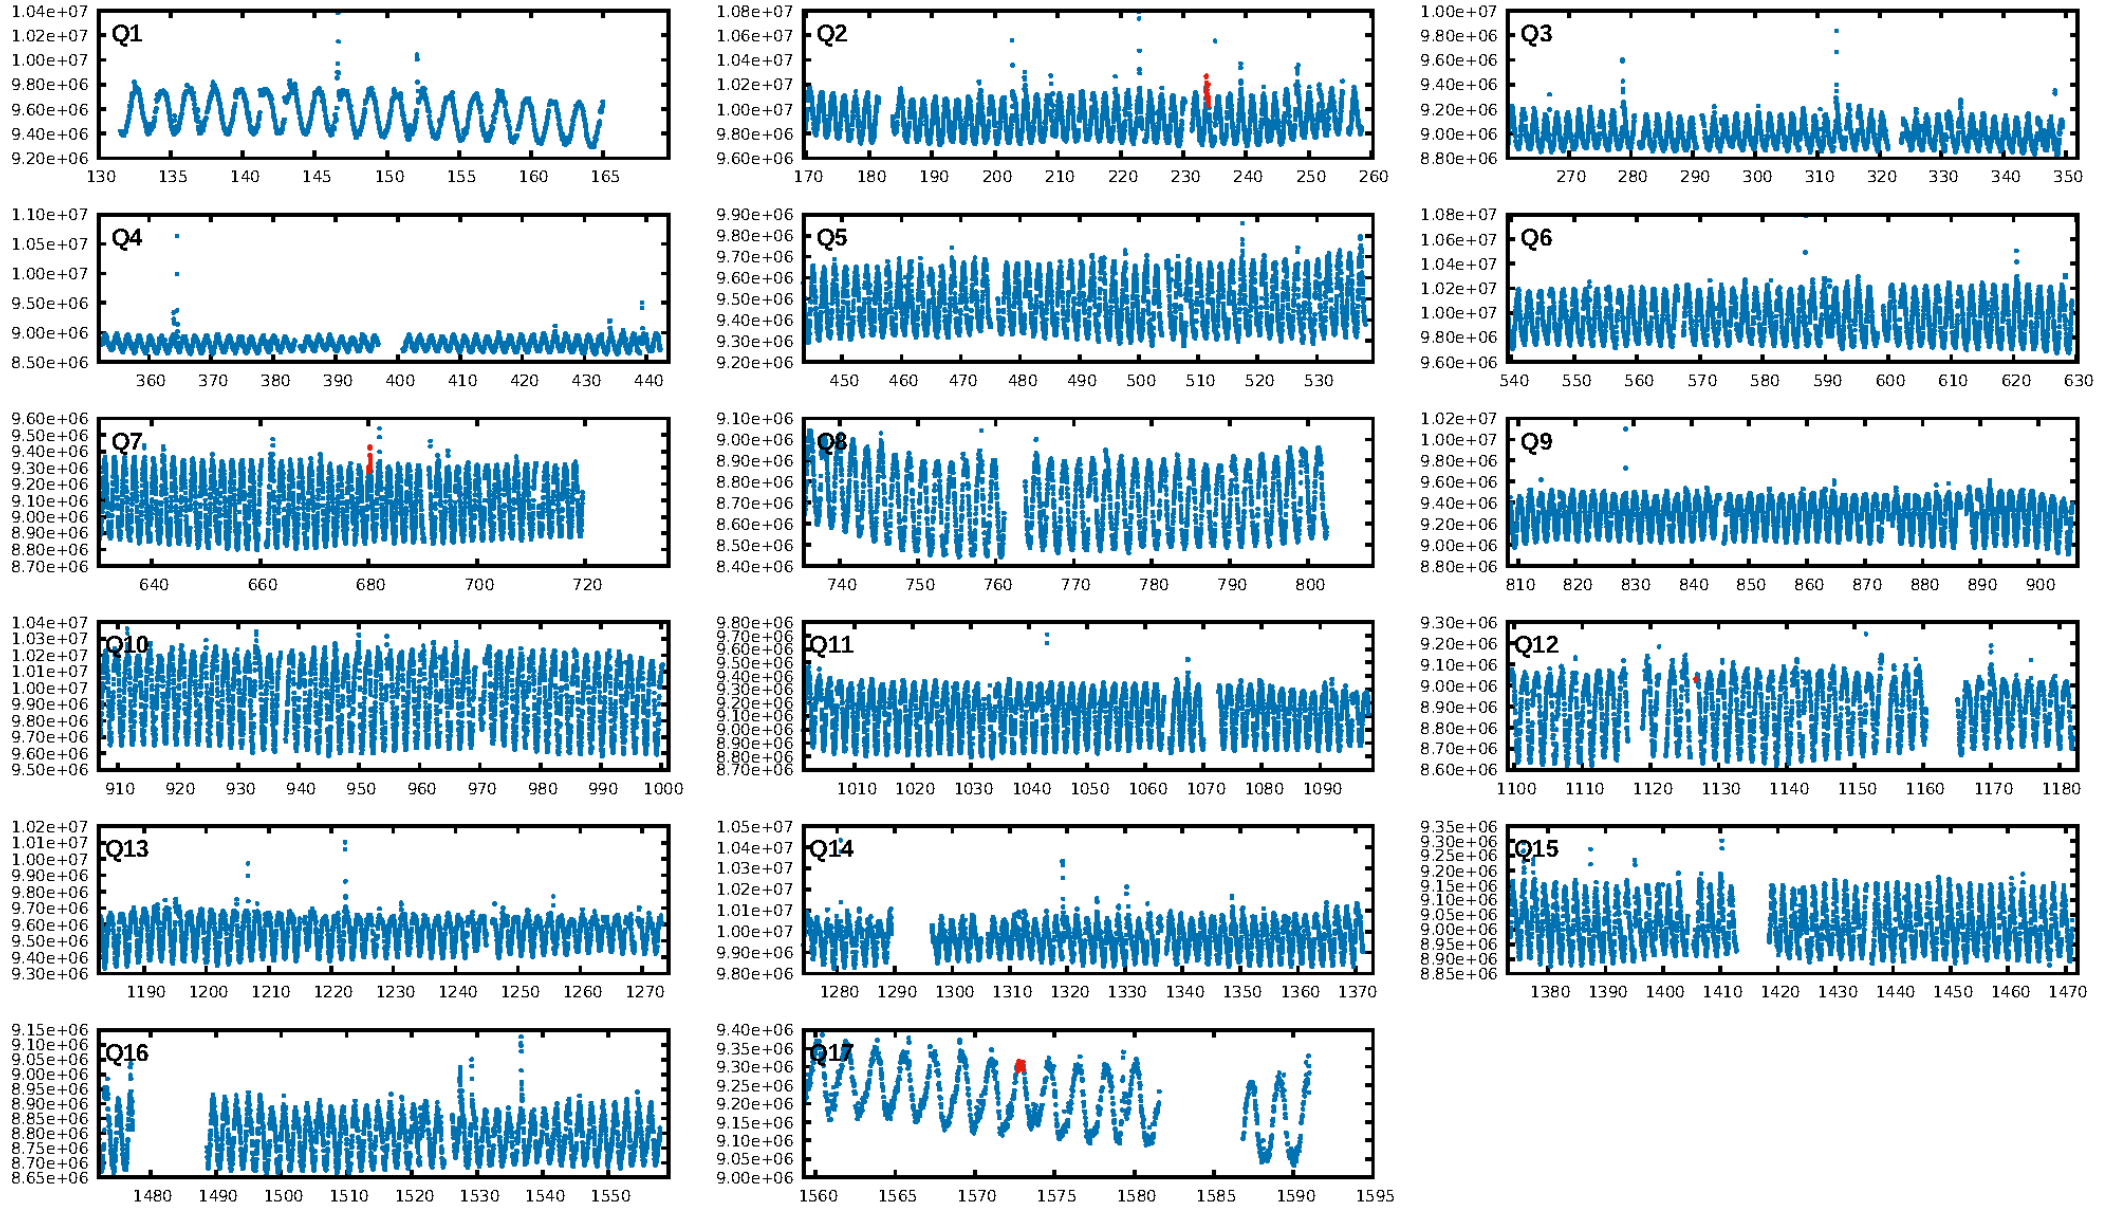 1.04e+07 1.02e+07 1.00e+07 9.80e+06 9.60e+06 9.40e+06 9.20e+06
Q1
130 135 140 145 150 155 160 165
1.08e+07 1.06e+07 1.04e+07 1.02e+07 1.00e+07 9.80e+06 9.60e+06
Q2
170 180 190 200 210 220 230 240 250 260
1.00e+07 9.80e+06 9.60e+06 9.40e+06 9.20e+06 9.00e+06 8.80e+06
Q3
270 280 290 300 310 320 330 340 350
1.10e+07 1.05e+07 1.00e+07 9.50e+06 9.00e+06 8.50e+06
Q4
360 370 380 390 400 410 420 430 440
9.90e+06 9.80e+06 9.70e+06 9.60e+06 9.50e+06 9.40e+06 9.30e+06 9.20e+06
Q5
450 460 470 480 490 500 510 520 530
1.08e+07 1.06e+07 1.04e+07 1.02e+07 1.00e+07 9.80e+06 9.60e+06
Q6
540 550 560 570 580 590 600 610 620 630
9.60e+06 9.50e+06 9.40e+06 9.30e+06 9.20e+06 9.10e+06 9.00e+06 8.90e+06 8.80e+06 8.70e+06
Q7
640 660 680 700 720
9.10e+06 9.00e+06 8.90e+06 8.80e+06 8.70e+06 8.60e+06 8.50e+06 8.40e+06
Q8
740 750 760 770 780 790 800
1.02e+07 1.00e+07 9.80e+06 9.60e+06 9.40e+06 9.20e+06 9.00e+06 8.80e+06
Q9
810 820 830 840 850 860 870 880 890 900
1.04e+07 1.03e+07 1.02e+07 1.01e+07 1.00e+07 9.90e+06 9.80e+06 9.70e+06 9.60e+06 9.50e+06
Q10
910 920 930 940 950 960 970 980 990 1000
9.80e+06 9.70e+06 9.60e+06 9.50e+06 9.40e+06 9.30e+06 9.20e+06 9.10e+06 9.00e+06 8.90e+06 8.80e+06 8.70e+06
Q11
1010 1020 1030 1040 1050 1060 1070 1080 1090
9.30e+06 9.20e+06 9.10e+06 9.00e+06 8.90e+06 8.80e+06 8.70e+06 8.60e+06
Q12
1100 1110 1120 1130 1140 1150 1160 1170 1180
1.02e+07 1.01e+07 1.00e+07 9.90e+06 9.80e+06 9.70e+06 9.60e+06 9.50e+06 9.40e+06 9.30e+06
Q13
1190 1200 1210 1220 1230 1240 1250 1260 1270
1.05e+07 1.04e+07 1.03e+07 1.02e+07 1.01e+07 1.00e+07 9.90e+06 9.80e+06
Q14
1280 1290 1300 1310 1320 1330 1340 1350 1360 1370
9.35e+06 9.30e+06 9.25e+06 9.20e+06 9.15e+06 9.10e+06 9.05e+06 9.00e+06 8.95e+06 8.90e+06 8.85e+06
Q15
1380 1390 1400 1410 1420 1430 1440 1450 1460 1470
9.15e+06 9.10e+06 9.05e+06 9.00e+06 8.95e+06 8.90e+06 8.85e+06 8.80e+06 8.75e+06 8.70e+06 8.65e+06
Q16
1480 1490 1500 1510 1520 1530 1540 1550
9.40e+06 9.35e+06 9.30e+06 9.25e+06 9.20e+06 9.15e+06 9.10e+06 9.05e+06 9.00e+06
Q17
1560 1565 1570 1575 1580 1585 1590 1595